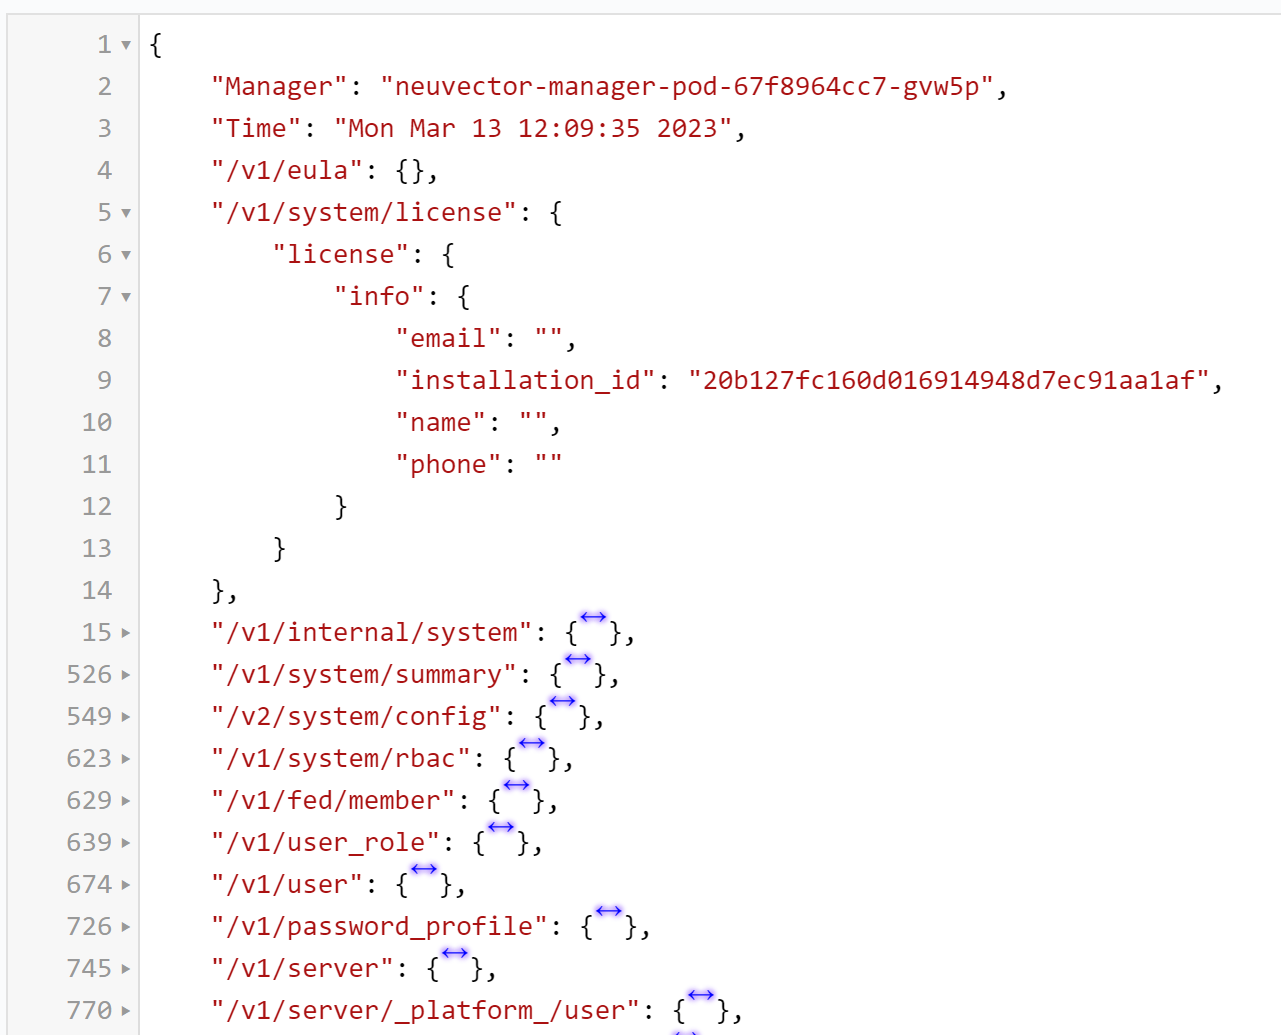 1 {
2 "Manager": "neuvector-manager-pod-67f8964cc7-gvw5p",
3 "Time": "Mon Mar 13 12:09:35 2023",
4 "/v1/eula": {},
5 "/v1/system/license": {
6 "license": {
7 "info": {
8 "email": "",
9 "installation_id": "20b127fc160d016914948d7ec91aa1af",
10 "name": "",
11 "phone": ""
12 }
13 }
14 },
15 "/v1/internal/system": {↔},
526 "/v1/system/summary": {↔},
549 "/v2/system/config": {↔},
623 "/v1/system/rbac": {↔},
629 "/v1/fed/member": {↔},
639 "/v1/user_role": {↔},
674 "/v1/user": {↔},
726 "/v1/password_profile": {↔},
745 "/v1/server": {↔},
770 "/v1/server/_platform_/user": {↔},